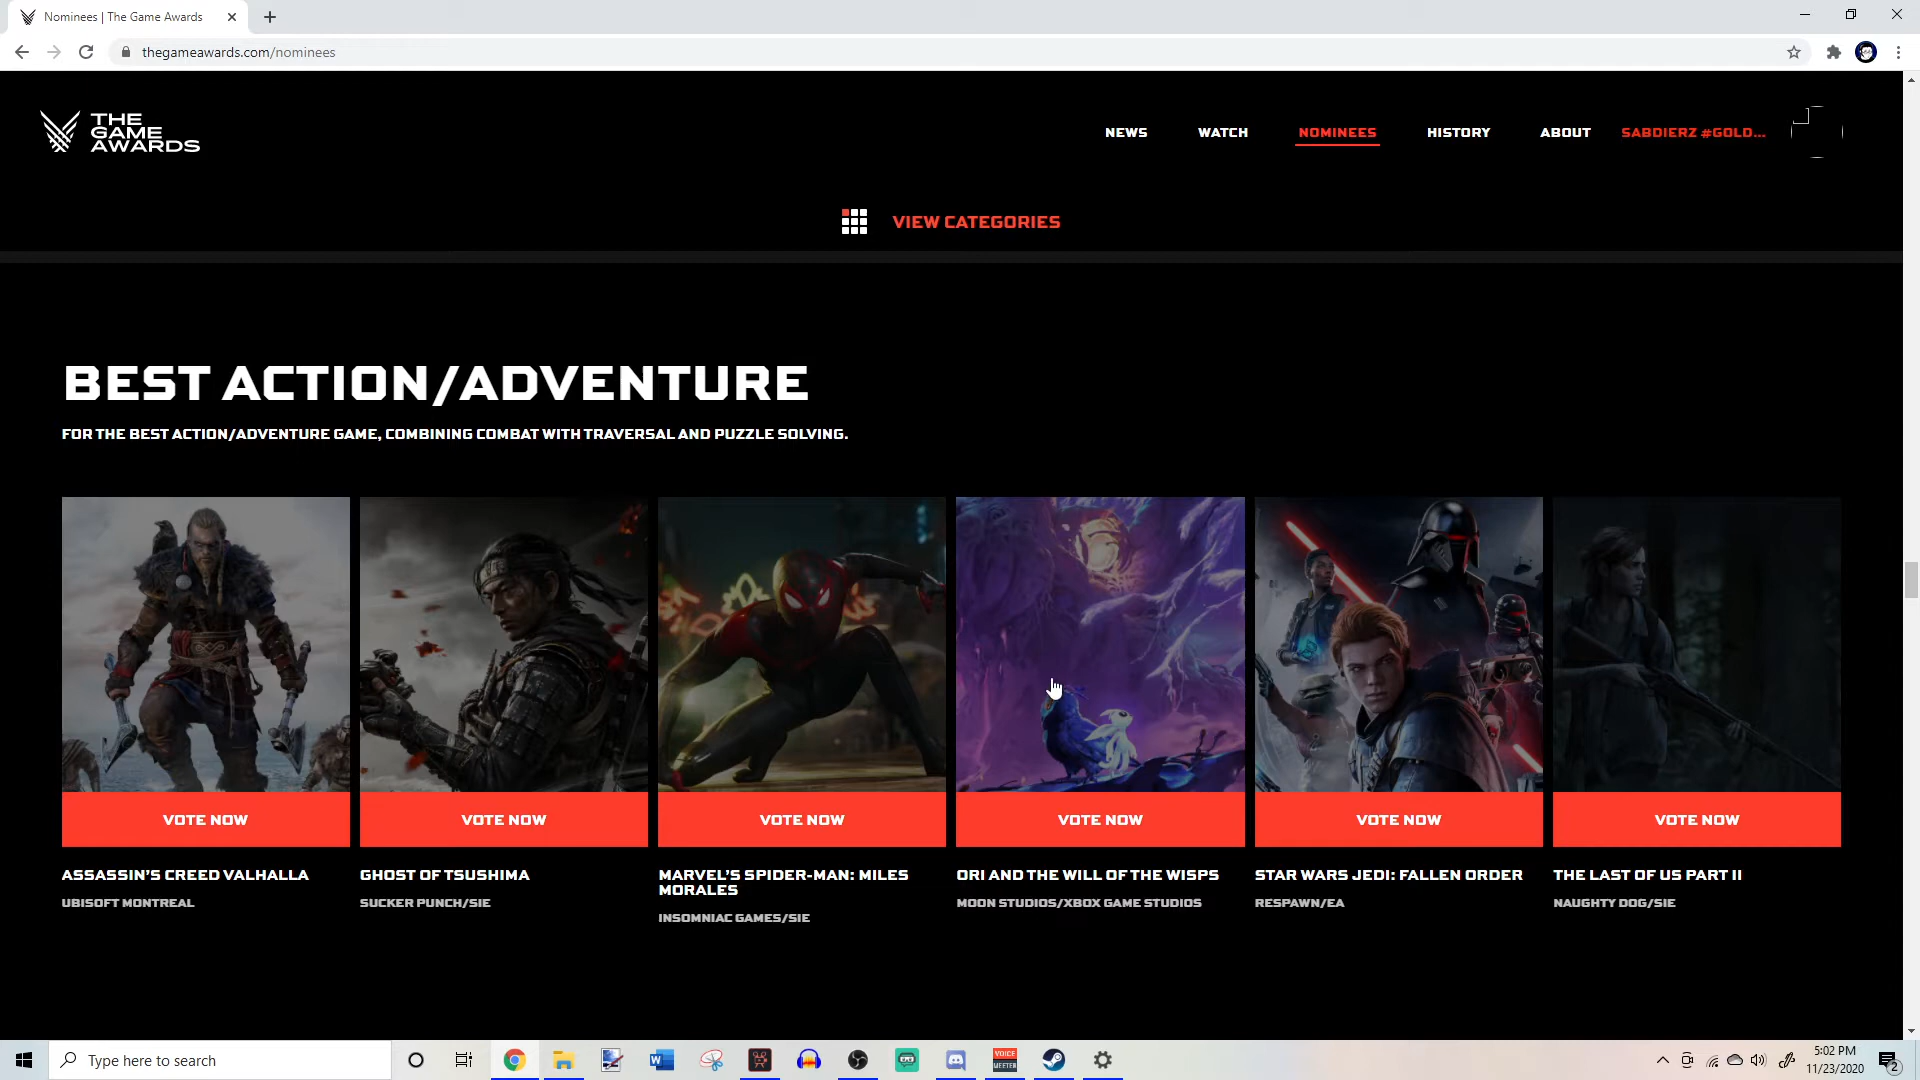 Nominees | The Game Awards
thegameawards.com/nominees
THE
GAME
AWARDS
NEWS
WATCH
NOMINEES
HISTORY
ABOUT
SABDIERZ #GOLD...
VIEW CATEGORIES
BEST ACTION/ADVENTURE
FOR THE BEST ACTION/ADVENTURE GAME, COMBINING COMBAT WITH TRAVERSAL AND PUZZLE SOLVING.
VOTE NOW
VOTE NOW
VOTE NOW
VOTE NOW
VOTE NOW
VOTE NOW
ASSASSIN'S CREED VALHALLA
UBISOFT MONTREAL
GHOST OF TSUSHIMA
SUCKER PUNCH/SIE
MARVEL'S SPIDER-MAN: MILES
MORALES
INSOMNIAC GAMES/SIE
ORI AND THE WILL OF THE WISPS
MOON STUDIOS/XBOX GAME STUDIOS
STAR WARS JEDI: FALLEN ORDER
RESPAWN/EA
THE LAST OF US PART II
NAUGHTY DOG/SIE
Type here to search
VOICE
MEETER
5:02 PM
11/23/2020
2